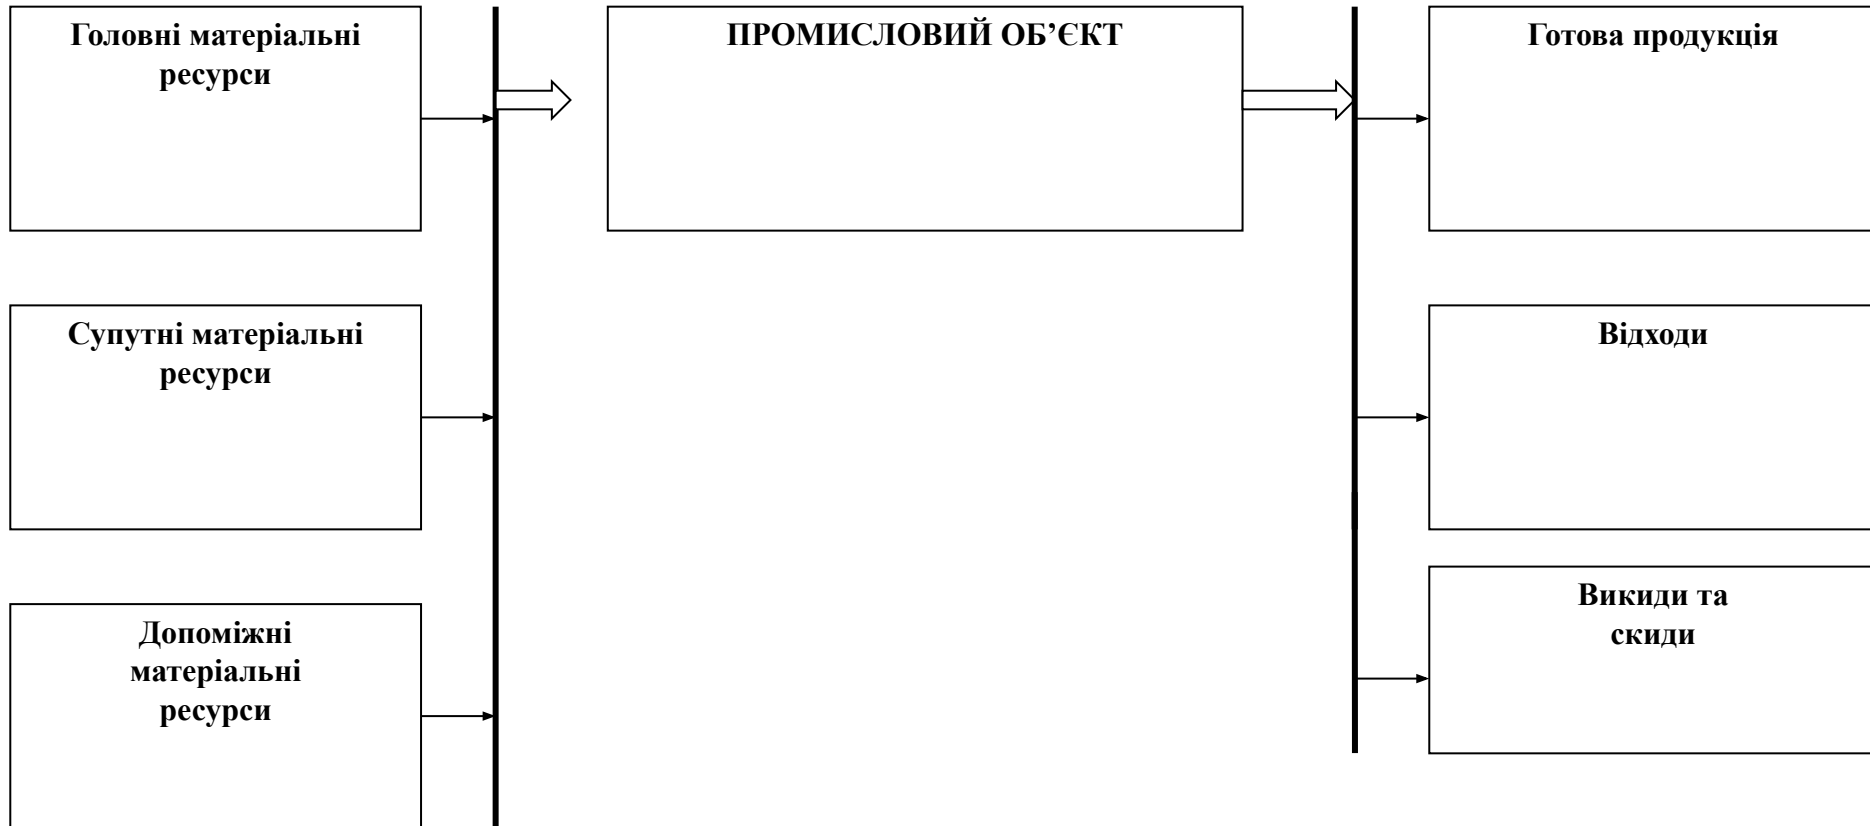 Головні матеріальні
ресурси
ПРОМИСЛОВИЙ ОБ’ЄКТ
Готова продукція
Супутні матеріальні
ресурси
Відходи
Допоміжні
матеріальні
ресурси
Викиди та
скиди